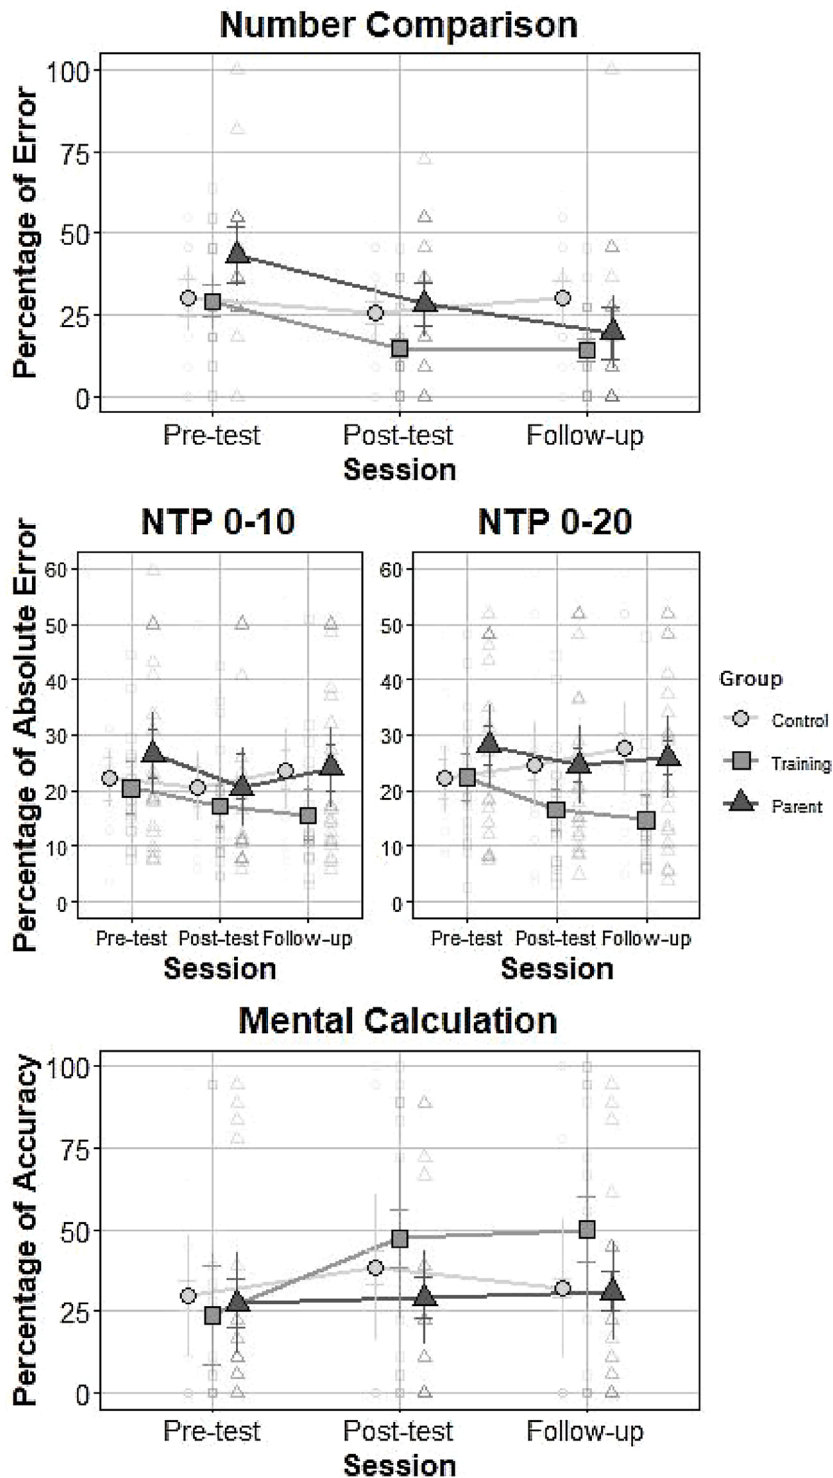 Number Comparison
Percentage of Error
100
75
50
25
0
Pre-test Post-test Follow-up
Session
NTP 0-10 NTP 0-20
Percentage of Absolute Error
60 60
50 50
40 40
30 30
20 20
10 10
0 0
Pre-test Post-test Follow-up Pre-test Post-test Follow-up
Session Session
Group
Control
Training
Parent
Mental Calculation
Percentage of Accuracy
100
75
50
25
0
Pre-test Post-test Follow-up
Session